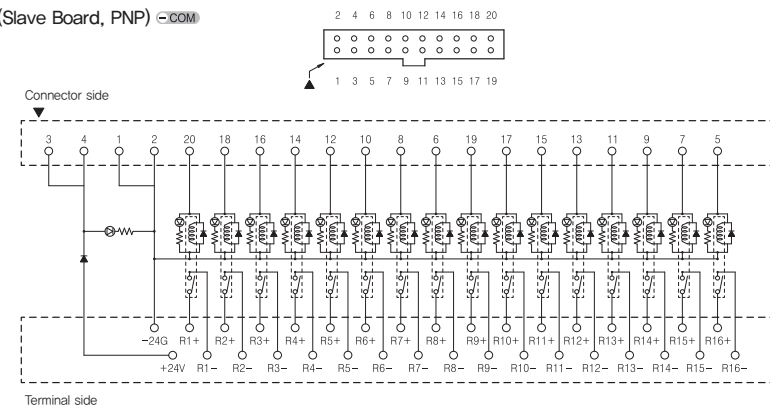 (Slave Board, PNP) -COM
2 4 6 8 10 12 14 16 18 20
1 3 5 7 9 11 13 15 17 19
Connector side
3 4 1 2 20 18 16 14 12 10 8 6 19 17 15 13 11 9 7 5
-24G R1+ R2+ R3+ R4+ R5+ R6+ R7+ R8+ R9+ R10+ R11+ R12+ R13+ R14+ R15+ R16+
+24V R1- R2- R3- R4- R5- R6- R7- R8- R9- R10- R11- R12- R13- R14- R15- R16-
Terminal side